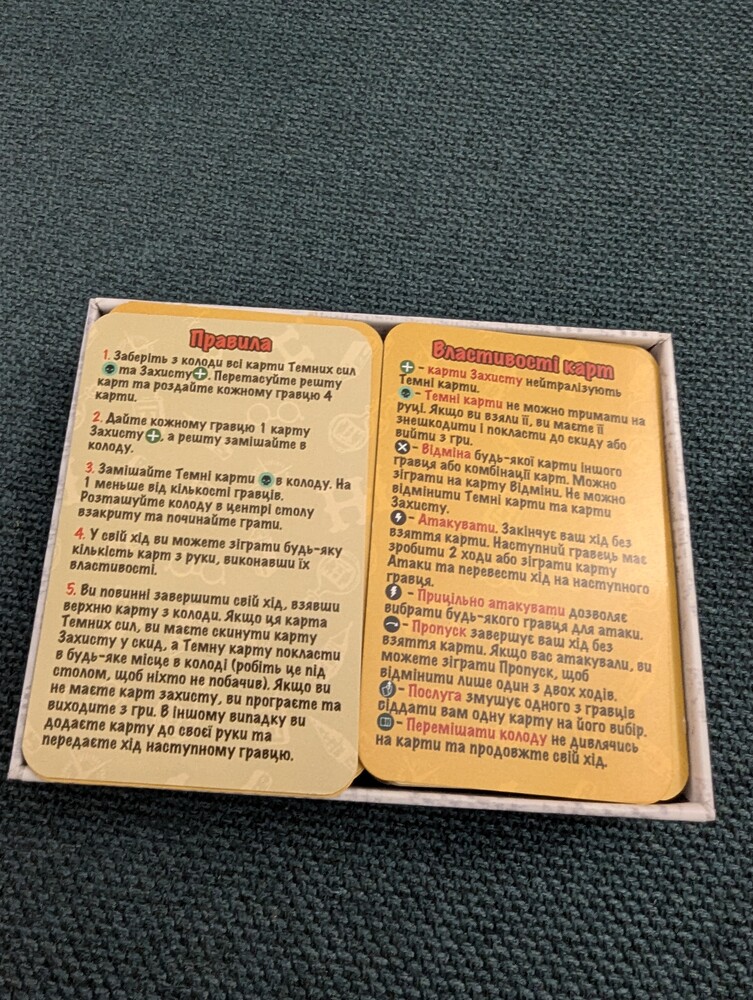 Правила
1. Заберіть з колоди всі карти Темних сил
та Захисту. Перетасуйте решту
карт та роздайте кожному гравцю 4
карти.
2. Дайте кожному гравцю 1 карту
Захисту, а решту замішайте в
колоду.
3. Замішайте Темні карти в колоду. На
1 меньше від кількості гравців.
Розташуйте колоду в центрі столу
взакриту та починайте грати.
4. У свій хід ви можете зіграти будь-яку
кількість карт з руки, виконавши їх
властивості.
5. Ви повинні завершити свій хід, взявши
верхню карту з колоди. Якщо ця карта
Темних сил, ви маєте скинути карту
Захисту у скид, а Темну карту покласти
в будь-яке місце в колоді (робіть це під
столом, щоб ніхто не побачив). Якщо ви
не маєте карт захисту, ви програєте та
виходите з гри. В іншому випадку ви
додаєте карту до своєї руки та
передаєте хід наступному гравцю.
Властивості карт
- карти Захисту нейтралізують
Темні карти.
- Темні карти не можна тримати на
руці. Якщо ви взяли її, ви маєте її
знешкодити і покласти до скиду або
вийти з гри.
- Відміна будь-якої карти іншого
гравця або комбінації карт. Можно
зіграти на карту Відміни. Не можно
відмінити Темні карти та карти
Захисту.
- Атакувати. Закінчує ваш хід без
взяття карти. Наступний гравець має
зробити 2 ходи або зіграти карту
Атаки та перевести хід на наступного
гравця.
- Прицільно атакувати дозволяє
вибрати будь-якого гравця для атаки.
- Пропуск завершує ваш хід без
взяття карти. Якщо вас атакували, ви
можете зіграти Пропуск, щоб
відмінити лише один з двох ходів.
- Послуга змушує одного з гравців
віддати вам одну карту на його вибір.
- Перемішати колоду не дивлячись
на карти та продовжте свій хід.